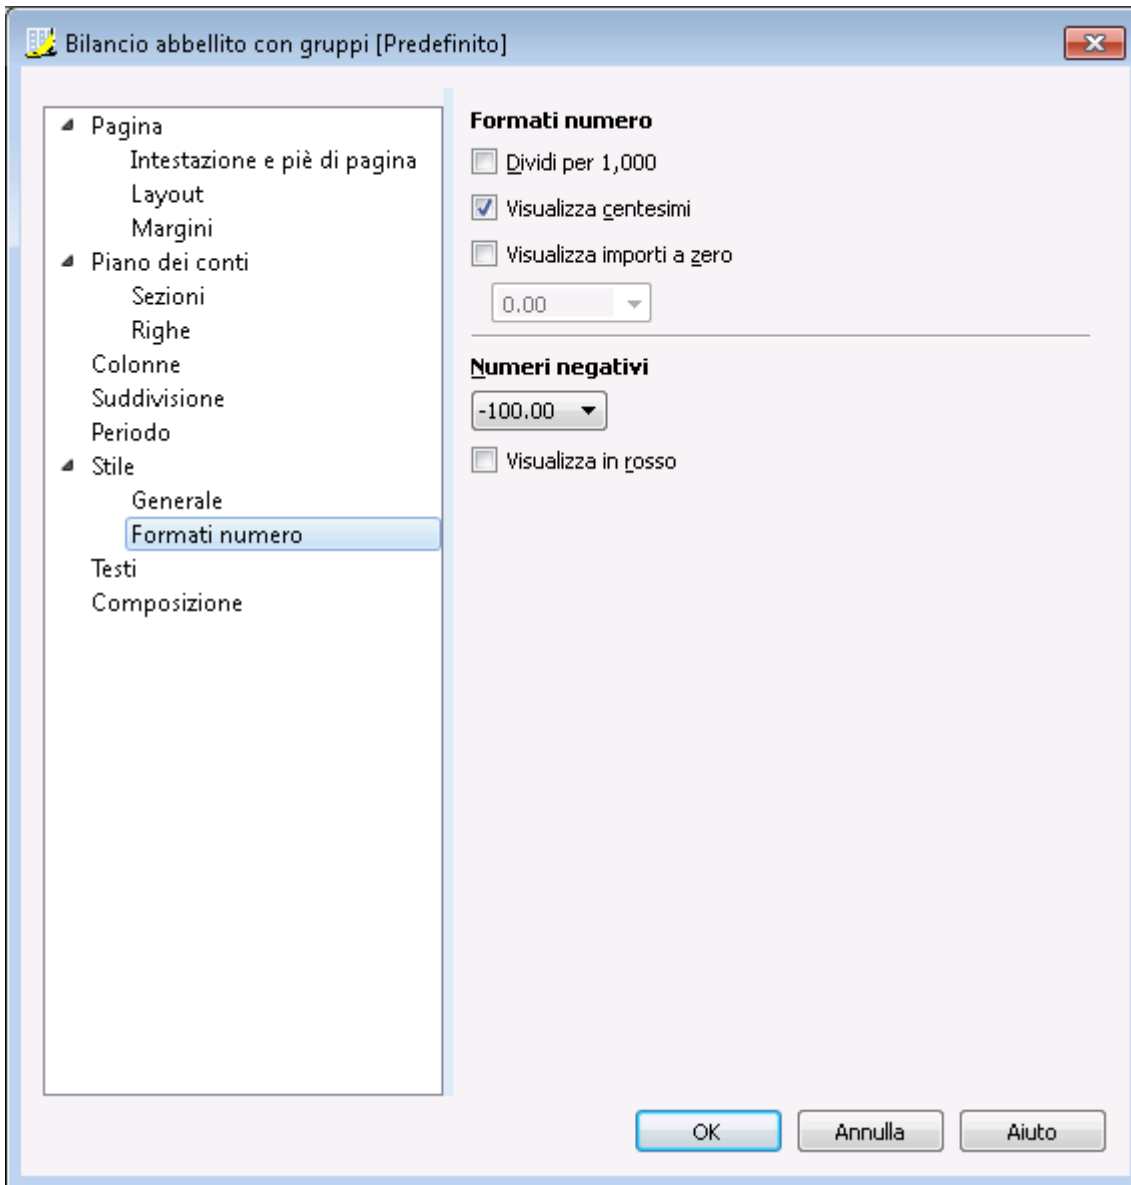 Bilancio abbellito con gruppi [Predefinito]
Pagina
Intestazione e piè di pagina
Layout
Margini
Piano dei conti
Sezioni
Righe
Colonne
Suddivisione
Periodo
Stile
Generale
Formati numero
Testi
Composizione
Formati numero
Dividi per 1,000
Visualizza centesimi
Visualizza importi a zero
0.00
Numeri negativi
-100.00
Visualizza in rosso
OK
Annulla
Aiuto